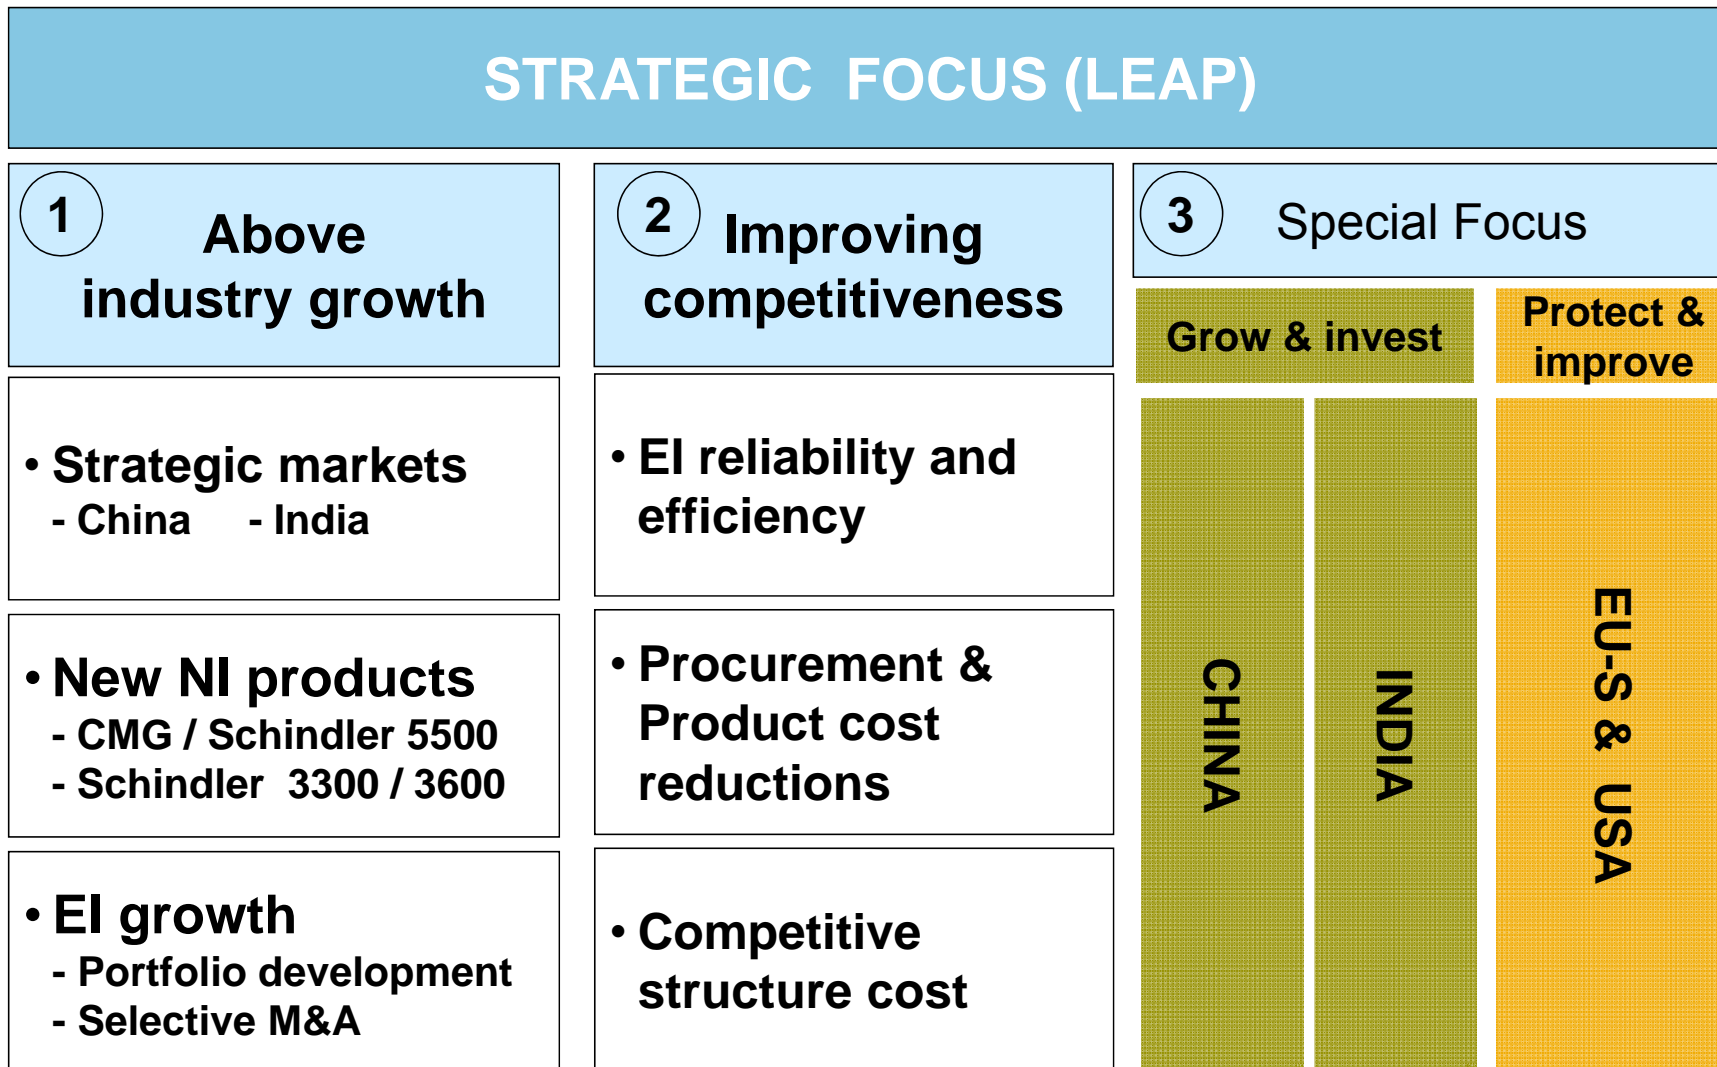 STRATEGIC FOCUS (LEAP)
1
Above
industry growth
• Strategic markets
- China - India
• New NI products
- CMG / Schindler 5500
- Schindler 3300 / 3600
• EI growth
- Portfolio development
- Selective M&A
2
Improving
competitiveness
• EI reliability and
efficiency
• Procurement &
Product cost
reductions
• Competitive
structure cost
3
Special Focus
Grow & invest
CHINA
INDIA
Protect &
improve
EU-S & USA